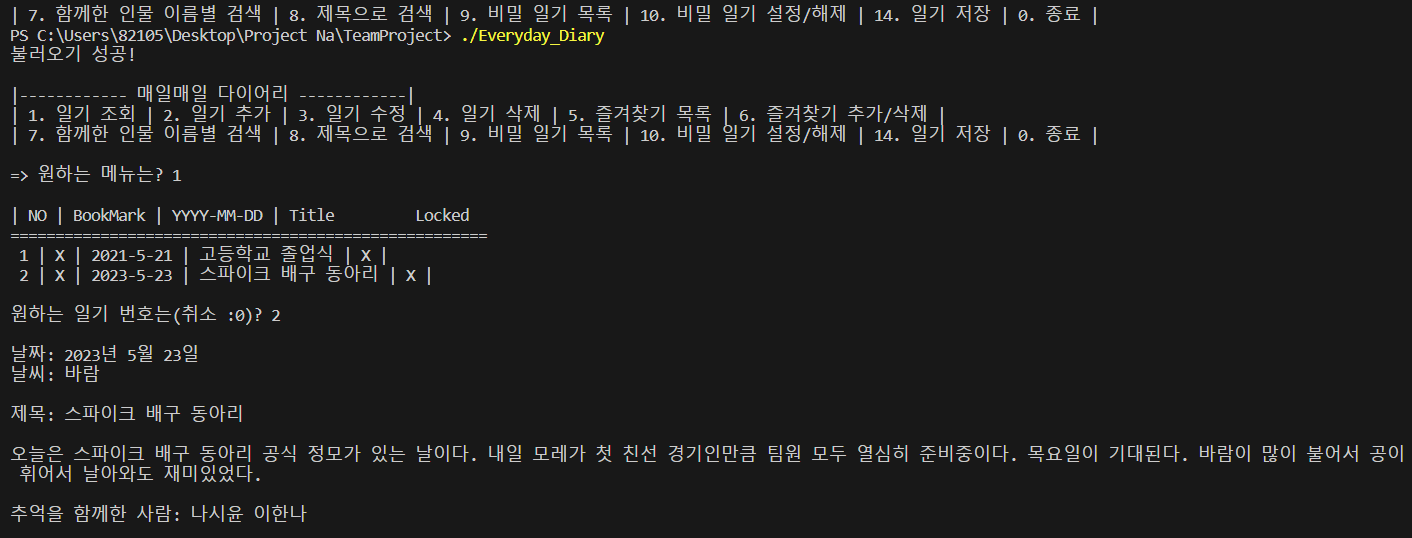 | 7. 함께한 인물 이름별 검색 | 8. 제목으로 검색 | 9. 비밀 일기 목록 | 10. 비밀 일기 설정/해제 | 14. 일기 저장 | 0. 종료 |
PS C:\Users\82105\Desktop\Project Na\TeamProject> ./Everyday_Diary
불러오기 성공!
|------------ 매일매일 다이어리 ------------|
| 1. 일기 조회 | 2. 일기 추가 | 3. 일기 수정 | 4. 일기 삭제 | 5. 즐겨찾기 목록 | 6. 즐겨찾기 추가/삭제 |
| 7. 함께한 인물 이름별 검색 | 8. 제목으로 검색 | 9. 비밀 일기 목록 | 10. 비밀 일기 설정/해제 | 14. 일기 저장 | 0. 종료 |
=> 원하는 메뉴는? 1
| NO | BookMark | YYYY-MM-DD | Title         Locked
=====================================================
 1 | X | 2021-5-21 | 고등학교 졸업식 | X |
 2 | X | 2023-5-23 | 스파이크 배구 동아리 | X |
원하는 일기 번호는(취소 :0)? 2
날짜: 2023년 5월 23일
날씨: 바람
제목: 스파이크 배구 동아리
오늘은 스파이크 배구 동아리 공식 정모가 있는 날이다. 내일 모레가 첫 친선 경기인만큼 팀원 모두 열심히 준비중이다. 목요일이 기대된다. 바람이 많이 불어서 공이
 휘어서 날아와도 재미있었다.
추억을 함께한 사람: 나시윤 이한나